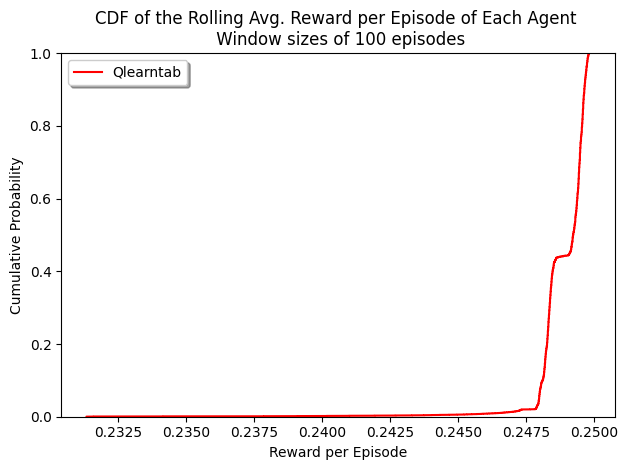 CDF of the Rolling Avg. Reward per Episode of Each Agent
Window sizes of 100 episodes
Qlearntab
1.0
0.8
0.6
0.4
0.2
0.0
Cumulative Probability
0.2325 0.2350 0.2375 0.2400 0.2425 0.2450 0.2475 0.2500
Reward per Episode